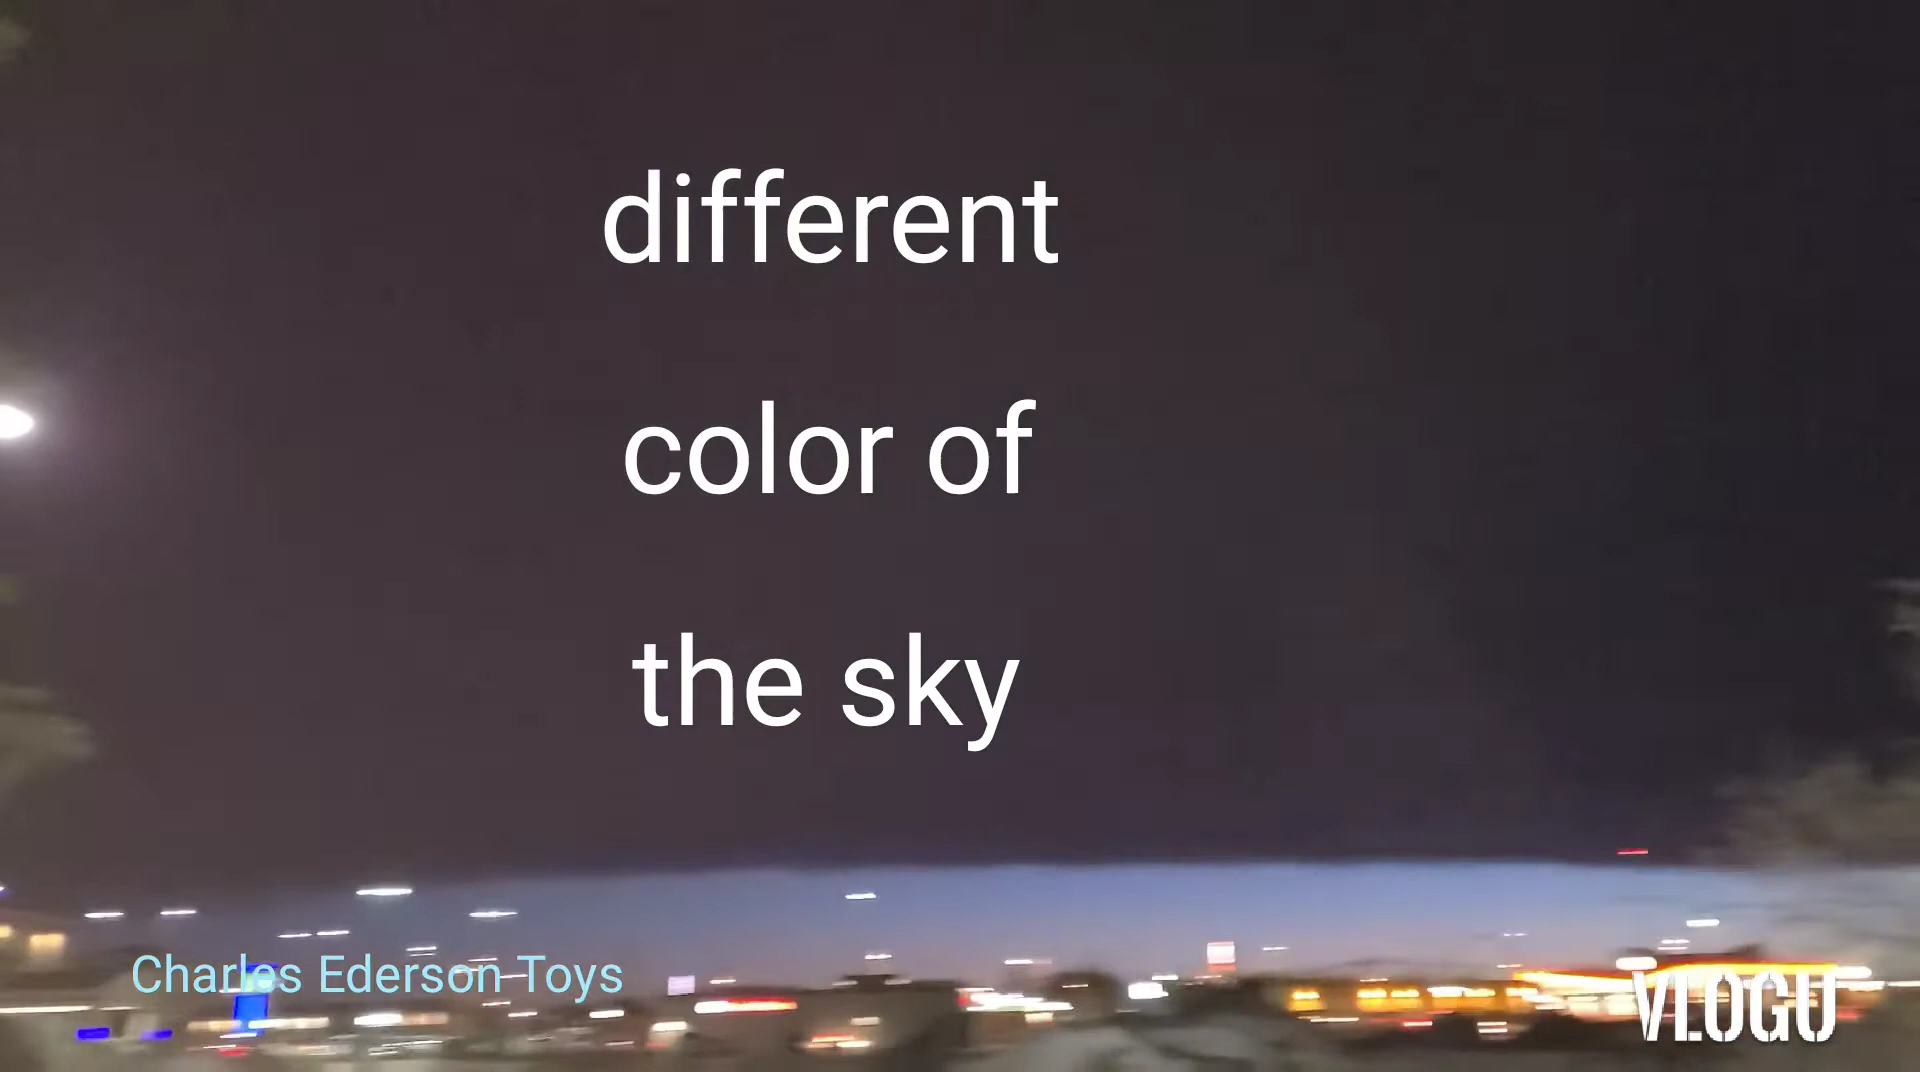 different
color of
the sky
Charles Ederson Toys
VLOGU